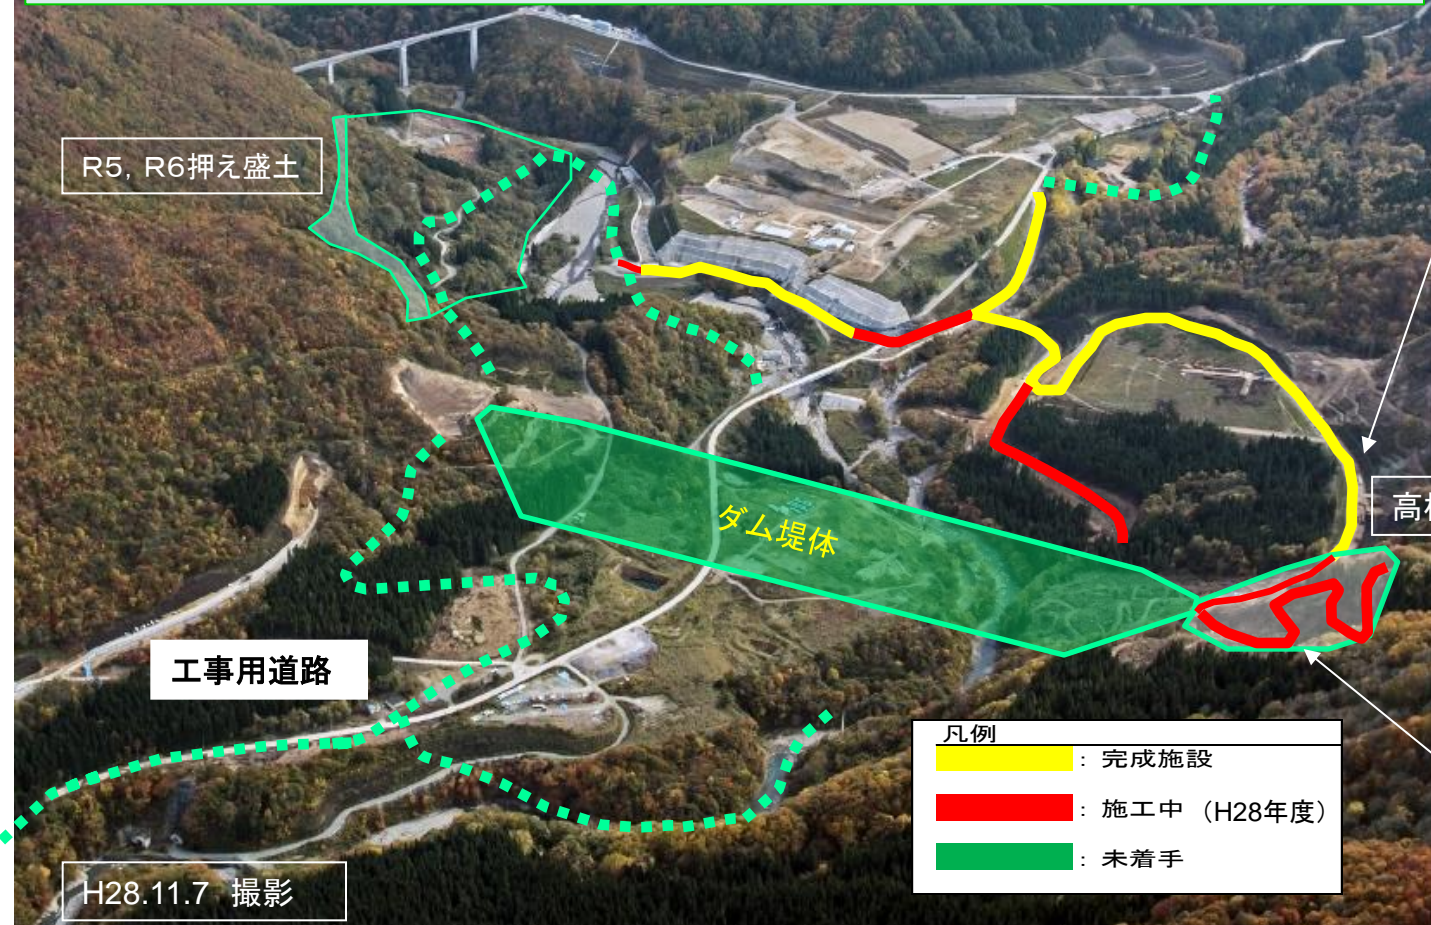 R5, R6押え盛土
高
ダム堤体
工事用道路
凡例
: 完成施設
: 施工中 (H28年度)
: 未着手
H28.11.7 撮影